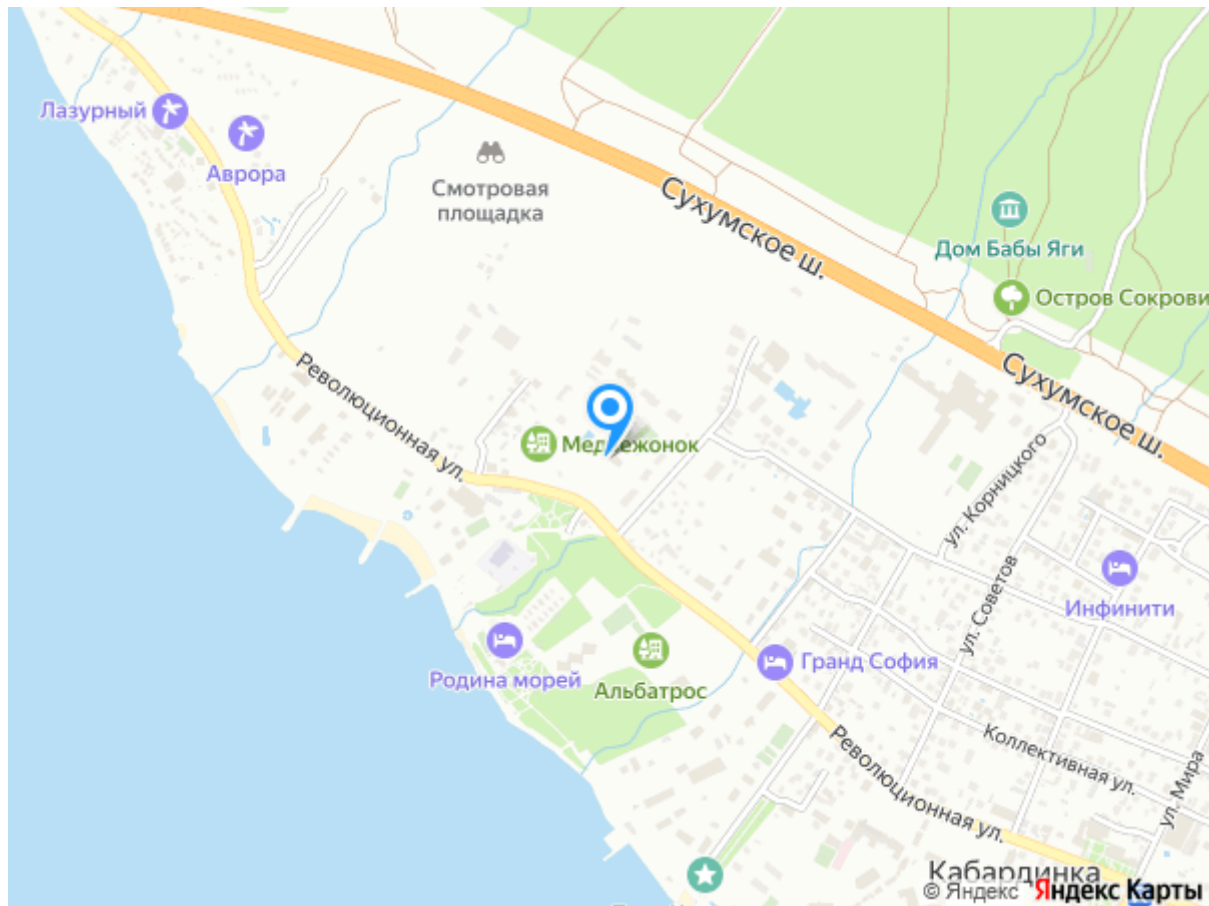 Лазурный
Аврора
Смотровая
площадка
Сухумское ш.
Дом Бабы Яги
Остров Сокрови
Сухумское ш.
Революционная ул.
Медвежонок
ул. Корницкого
ул. Советов
Инфинити
Родина морей
Альбатрос
Гранд София
Революционная ул.
Коллективная ул.
ул. Мира
Кабардинка
© Яндекс Яндекс Карты